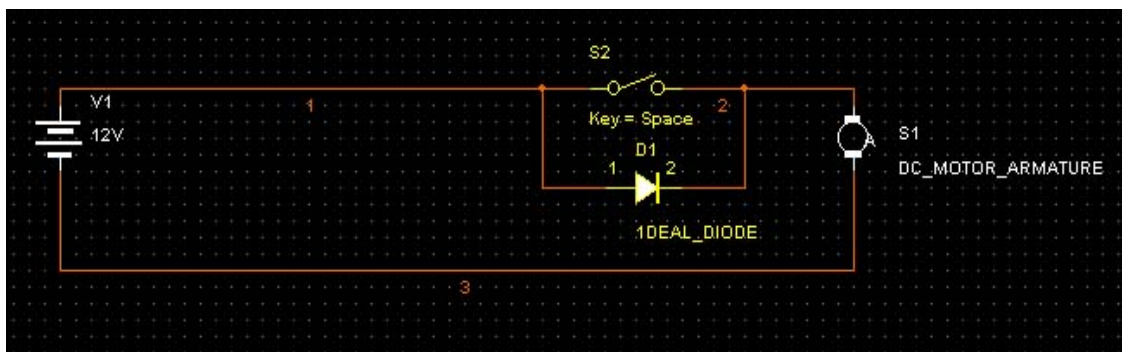 S2
V1
1
2
12V
Key = Space
S1
A
D1
1
2
DC_MOTOR_ARMATURE
1DEAL_DIODE
3